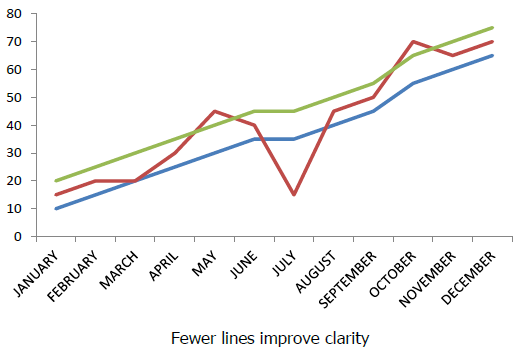 80
70
60
50
40
30
20
10
0
JANUARY
FEBRUARY
MARCH
APRIL
MAY
JUNE
JULY
AUGUST
SEPTEMBER
OCTOBER
NOVEMBER
DECEMBER
Fewer lines improve clarity